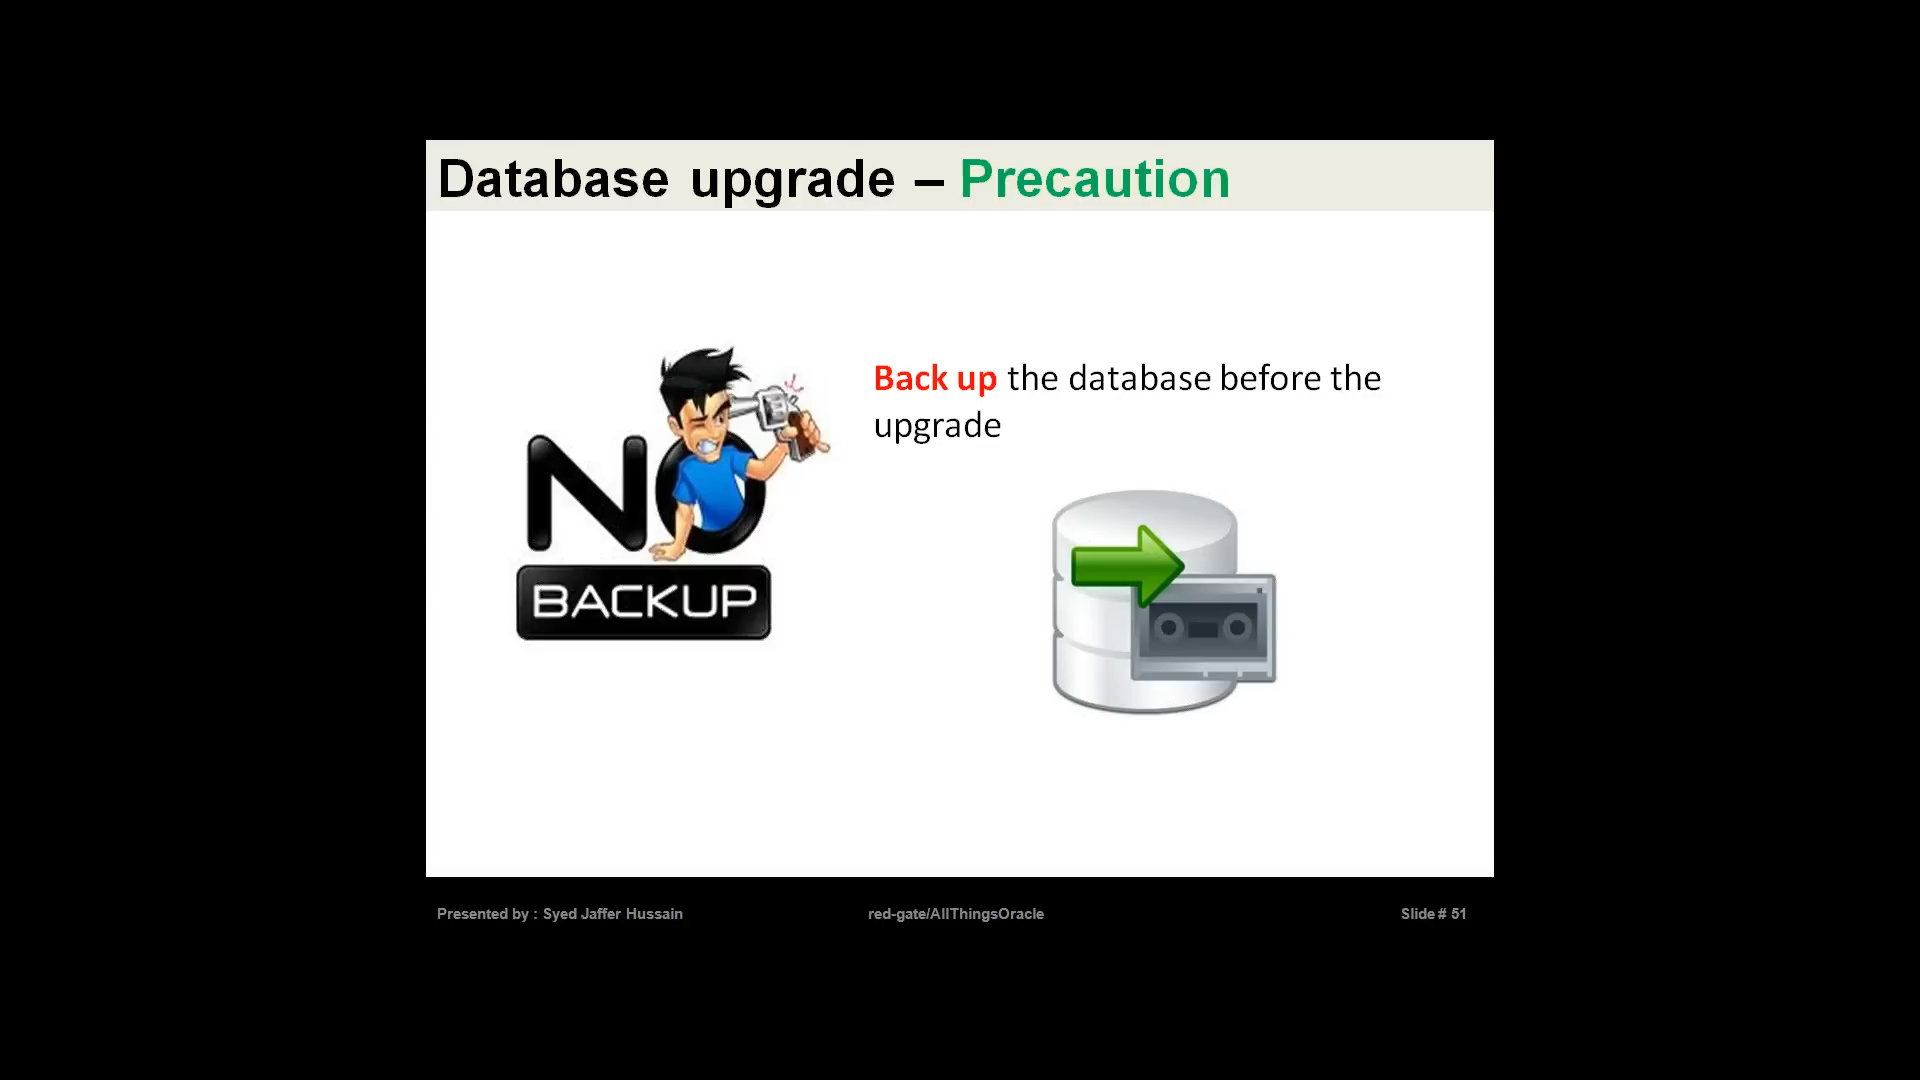 Database upgrade – Precaution
Back up the database before the
upgrade
NO
BACKUP
Presented by : Syed Jaffer Hussain
red-gate/AllThingsOracle
Slide # 51